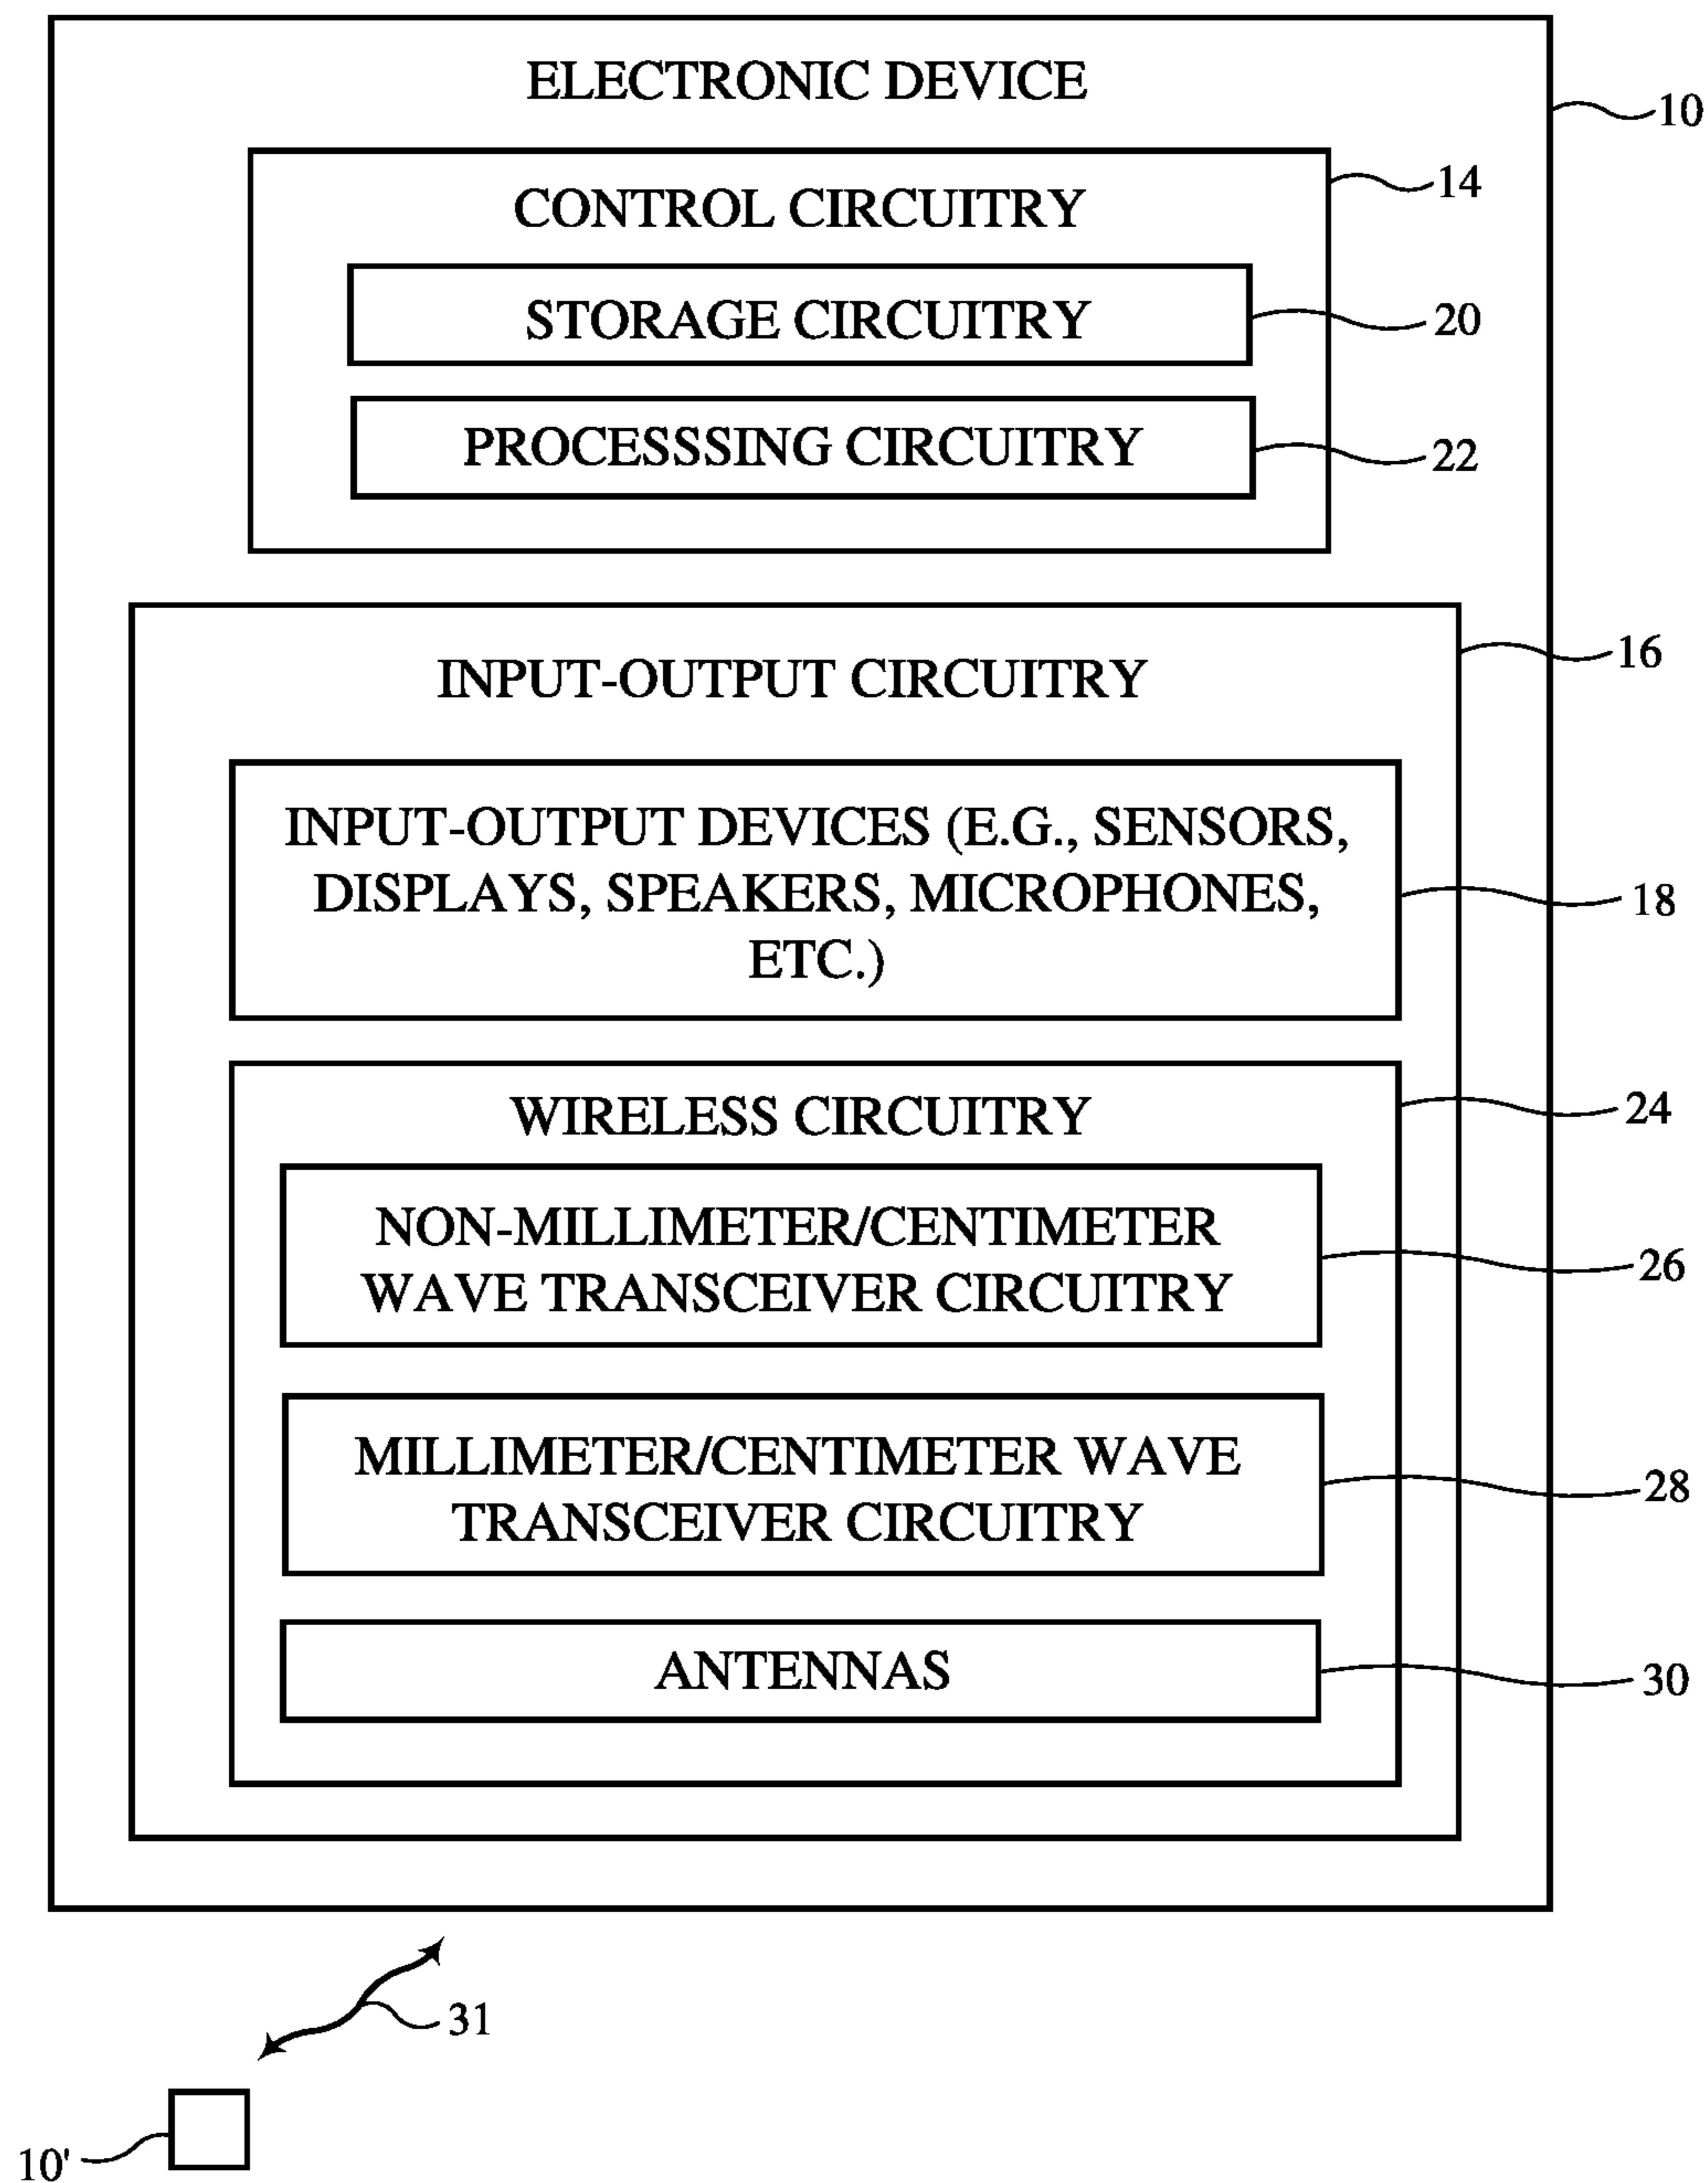 ELECTRONIC DEVICE
10
CONTROL CIRCUITRY
14
STORAGE CIRCUITRY
20
PROCESSSING CIRCUITRY
22
INPUT-OUTPUT CIRCUITRY
16
INPUT-OUTPUT DEVICES (E.G., SENSORS,
DISPLAYS, SPEAKERS, MICROPHONES,
ETC.)
18
WIRELESS CIRCUITRY
24
NON-MILLIMETER/CENTIMETER
WAVE TRANSCEIVER CIRCUITRY
26
MILLIMETER/CENTIMETER WAVE
TRANSCEIVER CIRCUITRY
28
ANTENNAS
30
31
10'